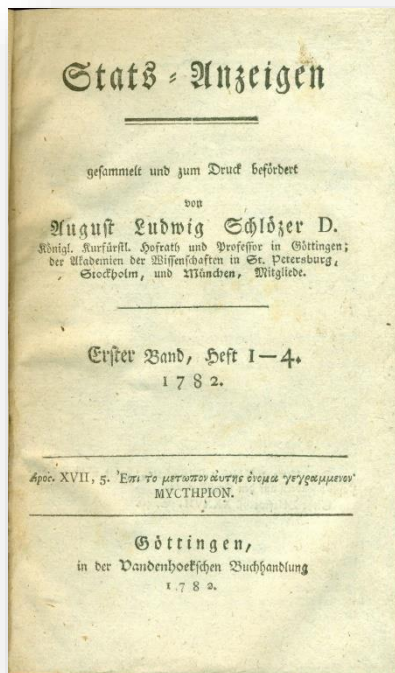 Stats-Anzeigen
gesammelt und zum Druck befördert
von
August Ludwig Schlözer D.
Königl. Kurfürstl. Hofrath und Professor in Göttingen;
der Akademien der Wissenschaften in St. Petersburg,
Stockholm, und München, Mitgliede.
Erster Band, Heft 1—4.
1782.
Apoc. XVII, 5. Ἐπι το μετωπον αυτης ὀνομα γεγραμμενον·
ΜΥСΤΗΡΙΟΝ.
Göttingen,
in der Vandenhoekschen Buchhandlung
1782.